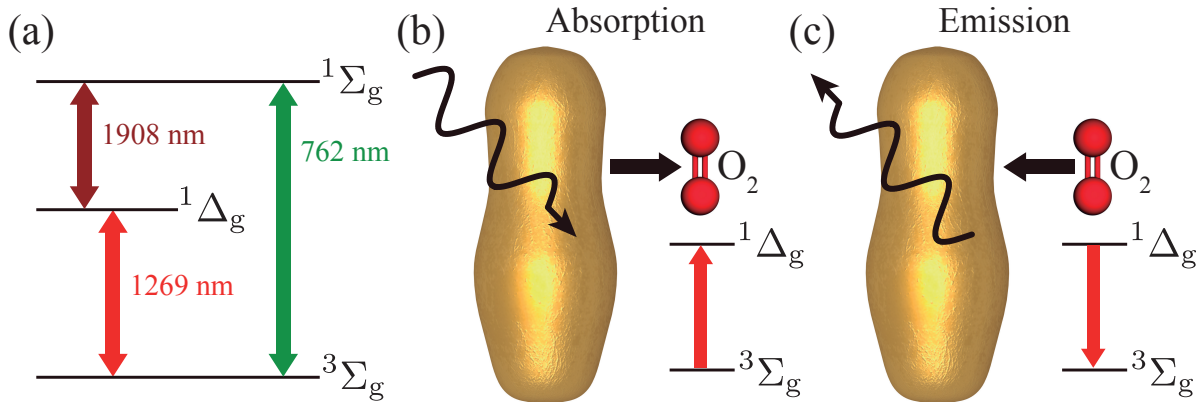 (a)
¹Σg
1908 nm
762 nm
¹Δg
1269 nm
³Σg
(b)
Absorption
O₂
¹Δg
³Σg
(c)
Emission
O₂
¹Δg
³Σg